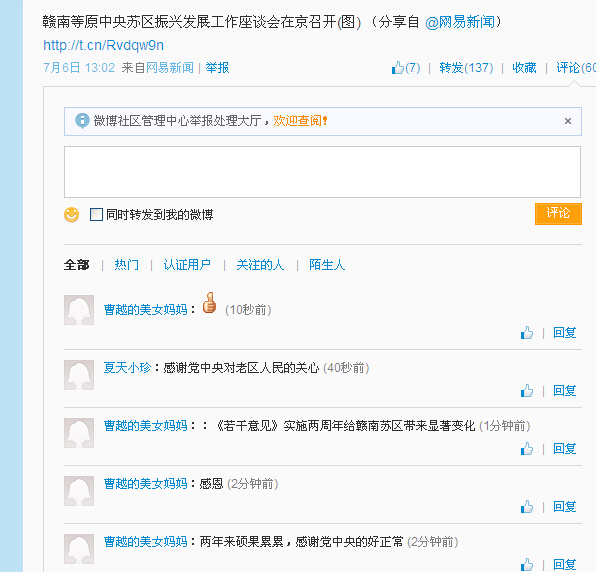 赣南等原中央苏区振兴发展工作座谈会在京召开(图) （分享自 @网易新闻）
http://t.cn/Rvdqw9n
7月6日 13:02 来自网易新闻 | 举报 (7) | 转发(137) | 收藏 | 评论(60
微博社区管理中心举报处理大厅，欢迎查阅！ ×
同时转发到我的微博 评论
全部 | 热门 | 认证用户 | 关注的人 | 陌生人
曹越的美女妈妈： (10秒前)
| 回复
夏天小珍：感谢党中央对老区人民的关心 (40秒前)
| 回复
曹越的美女妈妈：：《若干意见》实施两周年给赣南苏区带来显著变化 (1分钟前)
| 回复
曹越的美女妈妈：感恩 (2分钟前)
| 回复
曹越的美女妈妈：两年来硕果累累，感谢党中央的好正常 (2分钟前)
| 回复